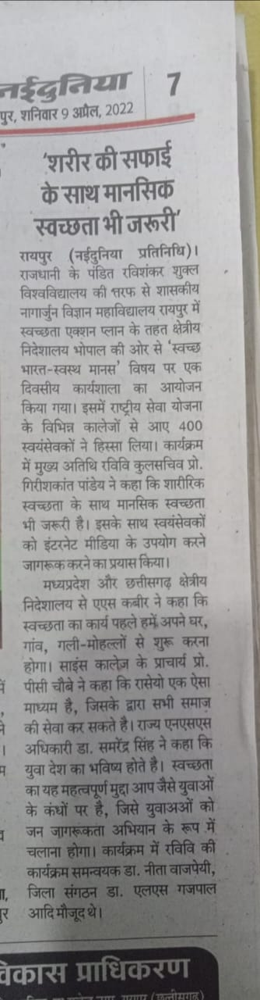 नईदुनिया
7
पुर, शनिवार 9 अप्रैल, 2022
'शरीर की सफाई
के साथ मानसिक
स्वच्छता भी जरूरी'
रायपुर (नईदुनिया प्रतिनिधि)।
राजधानी के पंडित रविशंकर शुक्ल
विश्वविद्यालय की तरफ से शासकीय
नागार्जुन विज्ञान महाविद्यालय रायपुर में
स्वच्छता एक्शन प्लान के तहत क्षेत्रीय
निदेशालय भोपाल की ओर से 'स्वच्छ
भारत-स्वस्थ मानस' विषय पर एक
दिवसीय कार्यशाला का आयोजन
किया गया। इसमें राष्ट्रीय सेवा योजना
के विभिन्न कालेजों से आए 400
स्वयंसेवकों ने हिस्सा लिया। कार्यक्रम
में मुख्य अतिथि रविवि कुलसचिव प्रो.
गिरीशकांत पांडेय ने कहा कि शारीरिक
स्वच्छता के साथ मानसिक स्वच्छता
भी जरूरी है। इसके साथ स्वयंसेवकों
को इंटरनेट मीडिया के उपयोग करने
जागरूक करने का प्रयास किया।
मध्यप्रदेश और छत्तीसगढ़ क्षेत्रीय
निदेशालय से एएस कबीर ने कहा कि
स्वच्छता का कार्य पहले हमें अपने घर,
गांव, गली-मोहल्लों से शुरू करना
होगा। साइंस कालेज के प्राचार्य प्रो.
पीसी चौबे ने कहा कि रासेयो एक ऐसा
माध्यम है, जिसके द्वारा सभी समाज
की सेवा कर सकते है। राज्य एनएसएस
अधिकारी डा. समरेंद्र सिंह ने कहा कि
युवा देश का भविष्य होते है। स्वच्छता
का यह महत्वपूर्ण मुद्दा आप जैसे युवाओं
के कंधों पर है, जिसे युवाअओं को
जन जागरूकता अभियान के रूप में
चलाना होगा। कार्यक्रम में रविवि की
कार्यक्रम समन्वयक डा. नीता वाजपेयी,
जिला संगठन डा. एलएस गजपाल
आदि मौजूद थे।
विकास प्राधिकरण